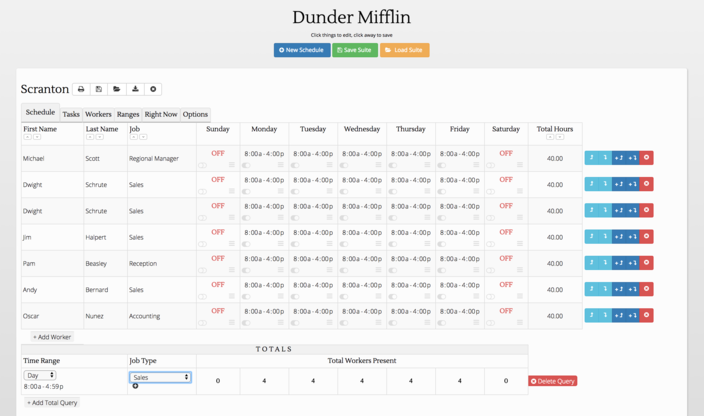 Dunder Mifflin
Click things to edit, click away to save
New Schedule Save Suite Load Suite
Scranton
Schedule Tasks Workers Ranges Right Now Options
First Name Last Name Job Sunday Monday Tuesday Wednesday Thursday Friday Saturday Total Hours
Michael Scott Regional Manager OFF 8:00a - 4:00p 8:00a - 4:00p 8:00a - 4:00p 8:00a - 4:00p 8:00a - 4:00p OFF 40.00
Dwight Schrute Sales OFF 8:00a - 4:00p 8:00a - 4:00p 8:00a - 4:00p 8:00a - 4:00p 8:00a - 4:00p OFF 40.00
Dwight Schrute Sales OFF 8:00a - 4:00p 8:00a - 4:00p 8:00a - 4:00p 8:00a - 4:00p 8:00a - 4:00p OFF 40.00
Jim Halpert Sales OFF 8:00a - 4:00p 8:00a - 4:00p 8:00a - 4:00p 8:00a - 4:00p 8:00a - 4:00p OFF 40.00
Pam Beasley Reception OFF 8:00a - 4:00p 8:00a - 4:00p 8:00a - 4:00p 8:00a - 4:00p 8:00a - 4:00p OFF 40.00
Andy Bernard Sales OFF 8:00a - 4:00p 8:00a - 4:00p 8:00a - 4:00p 8:00a - 4:00p 8:00a - 4:00p OFF 40.00
Oscar Nunez Accounting OFF 8:00a - 4:00p 8:00a - 4:00p 8:00a - 4:00p 8:00a - 4:00p 8:00a - 4:00p OFF 40.00
+ Add Worker
TOTALS
Time Range Job Type Total Workers Present
Day Sales 0 4 4 4 4 4 0 Delete Query
8:00a - 4:59p
+ Add Total Query